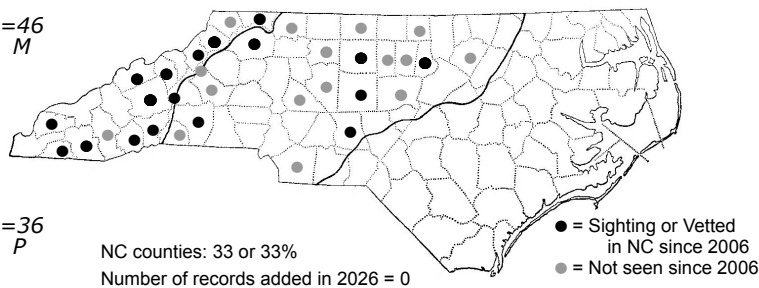 =46
M
=36
P
NC counties: 33 or 33%
Number of records added in 2026 = 0
= Sighting or Vetted
in NC since 2006
= Not seen since 2006